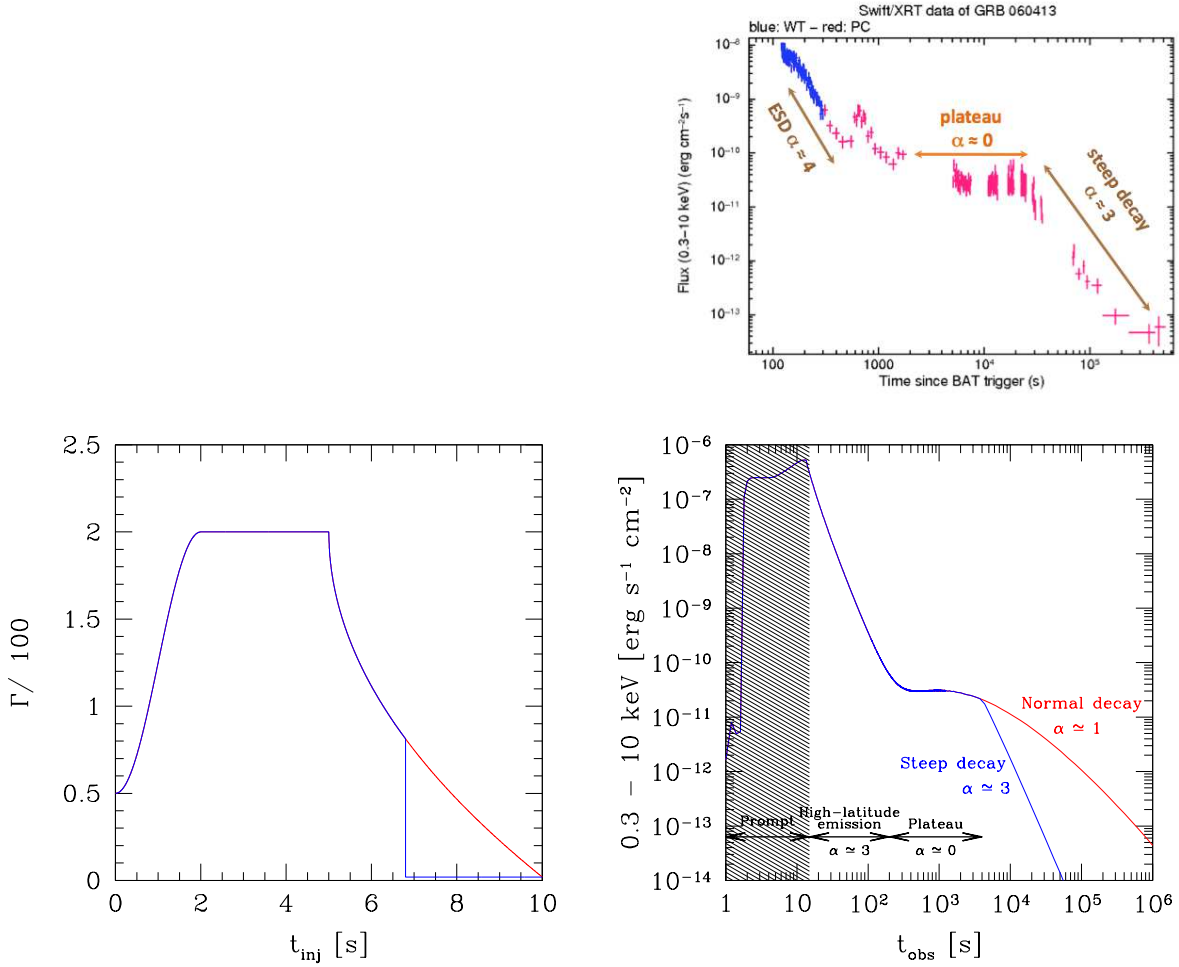 Swift/XRT data of GRB 060413
blue: WT – red: PC
Flux (0.3–10 keV) (erg cm⁻²s⁻¹)
10⁻⁸
10⁻⁹
10⁻¹⁰
10⁻¹¹
10⁻¹²
10⁻¹³
ESD α ≈ 4
plateau
α ≈ 0
steep decay
α ≈ 3
100 1000 10⁴ 10⁵
Time since BAT trigger (s)
Γ/ 100
2.5
2
1.5
1
0.5
0
0 2 4 6 8 10
t_inj [s]
0.3 – 10 keV [erg s⁻¹ cm⁻²]
10⁻⁶
10⁻⁷
10⁻⁸
10⁻⁹
10⁻¹⁰
10⁻¹¹
10⁻¹²
10⁻¹³
10⁻¹⁴
Normal decay
α ≃ 1
Steep decay
α ≃ 3
Prompt
High–latitude
emission
α ≃ 3
Plateau
α ≃ 0
1 10 10² 10³ 10⁴ 10⁵ 10⁶
t_obs [s]